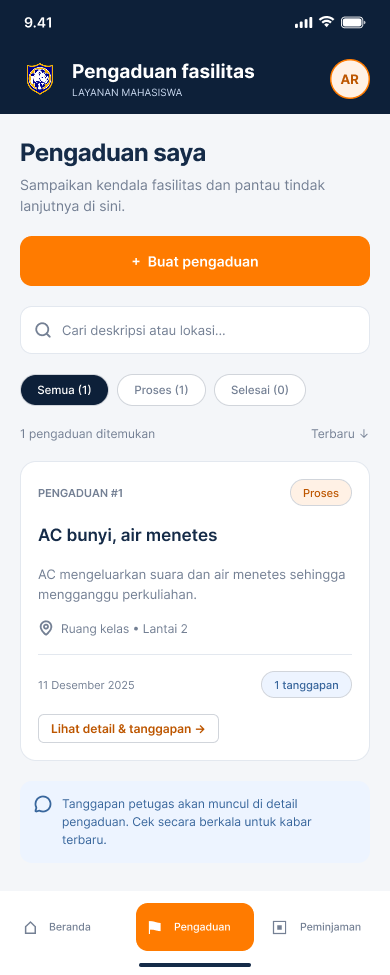 9.41
Pengaduan fasilitas
LAYANAN MAHASISWA
AR
Pengaduan saya
Sampaikan kendala fasilitas dan pantau tindak
lanjutnya di sini.
+ Buat pengaduan
Cari deskripsi atau lokasi...
Semua (1)
Proses (1)
Selesai (0)
1 pengaduan ditemukan
Terbaru ↓
PENGADUAN #1
Proses
AC bunyi, air menetes
AC mengeluarkan suara dan air menetes sehingga
mengganggu perkuliahan.
Ruang kelas • Lantai 2
11 Desember 2025
1 tanggapan
Lihat detail & tanggapan →
Tanggapan petugas akan muncul di detail
pengaduan. Cek secara berkala untuk kabar
terbaru.
Beranda
Pengaduan
Peminjaman